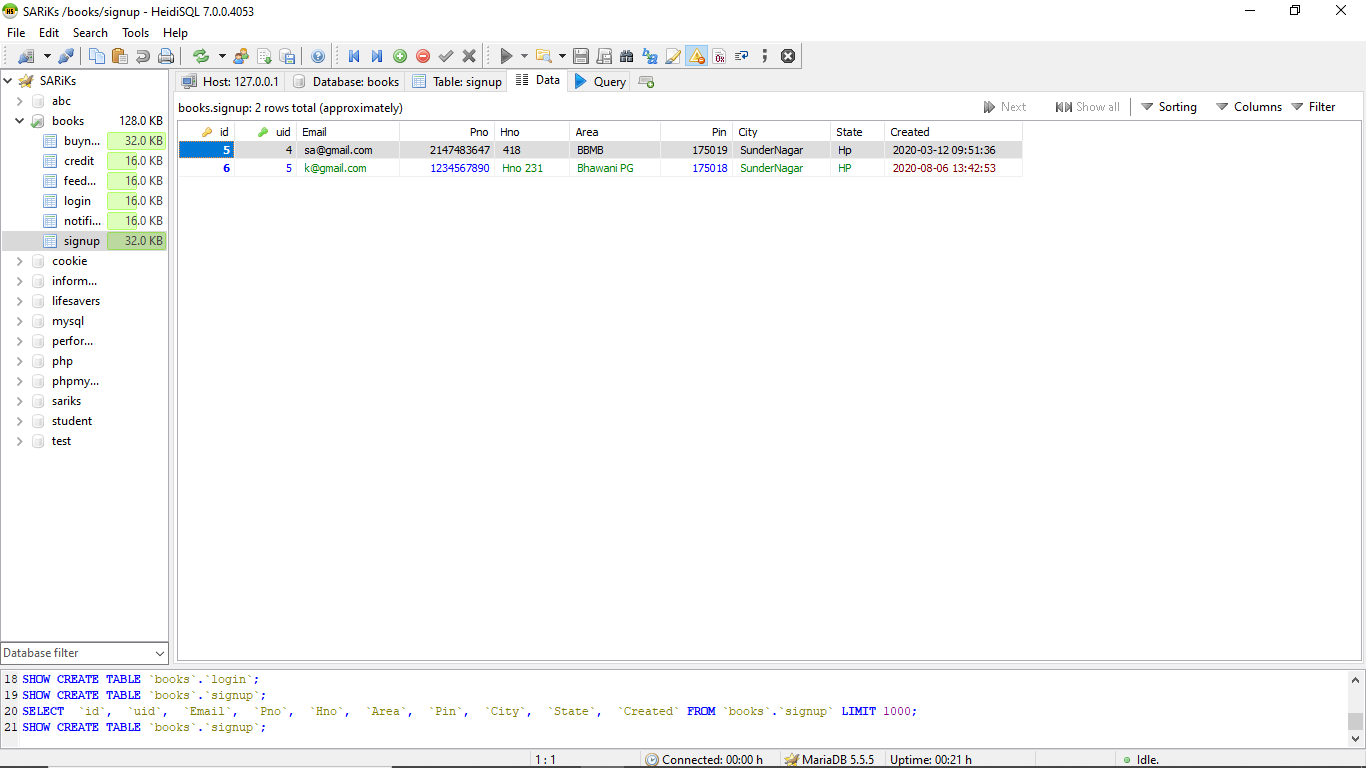 SARiKs /books/signup - HeidiSQL 7.0.0.4053
File Edit Search Tools Help
SARiKs
abc
books 128.0 KB
buyn... 32.0 KB
credit 16.0 KB
feed... 16.0 KB
login 16.0 KB
notifi... 16.0 KB
signup 32.0 KB
cookie
inform...
lifesavers
mysql
perfor...
php
phpmy...
sariks
student
test
Database filter
Host: 127.0.0.1 Database: books Table: signup Data Query
books.signup: 2 rows total (approximately) Next Show all Sorting Columns Filter
id uid Email Pno Hno Area Pin City State Created
5 4 sa@gmail.com 2147483647 418 BBMB 175019 SunderNagar Hp 2020-03-12 09:51:36
6 5 k@gmail.com 1234567890 Hno 231 Bhawani PG 175018 SunderNagar HP 2020-08-06 13:42:53
18 SHOW CREATE TABLE `books`.`login`;
19 SHOW CREATE TABLE `books`.`signup`;
20 SELECT `id`, `uid`, `Email`, `Pno`, `Hno`, `Area`, `Pin`, `City`, `State`, `Created` FROM `books`.`signup` LIMIT 1000;
21 SHOW CREATE TABLE `books`.`signup`;
1 : 1 Connected: 00:00 h MariaDB 5.5.5 Uptime: 00:21 h Idle.